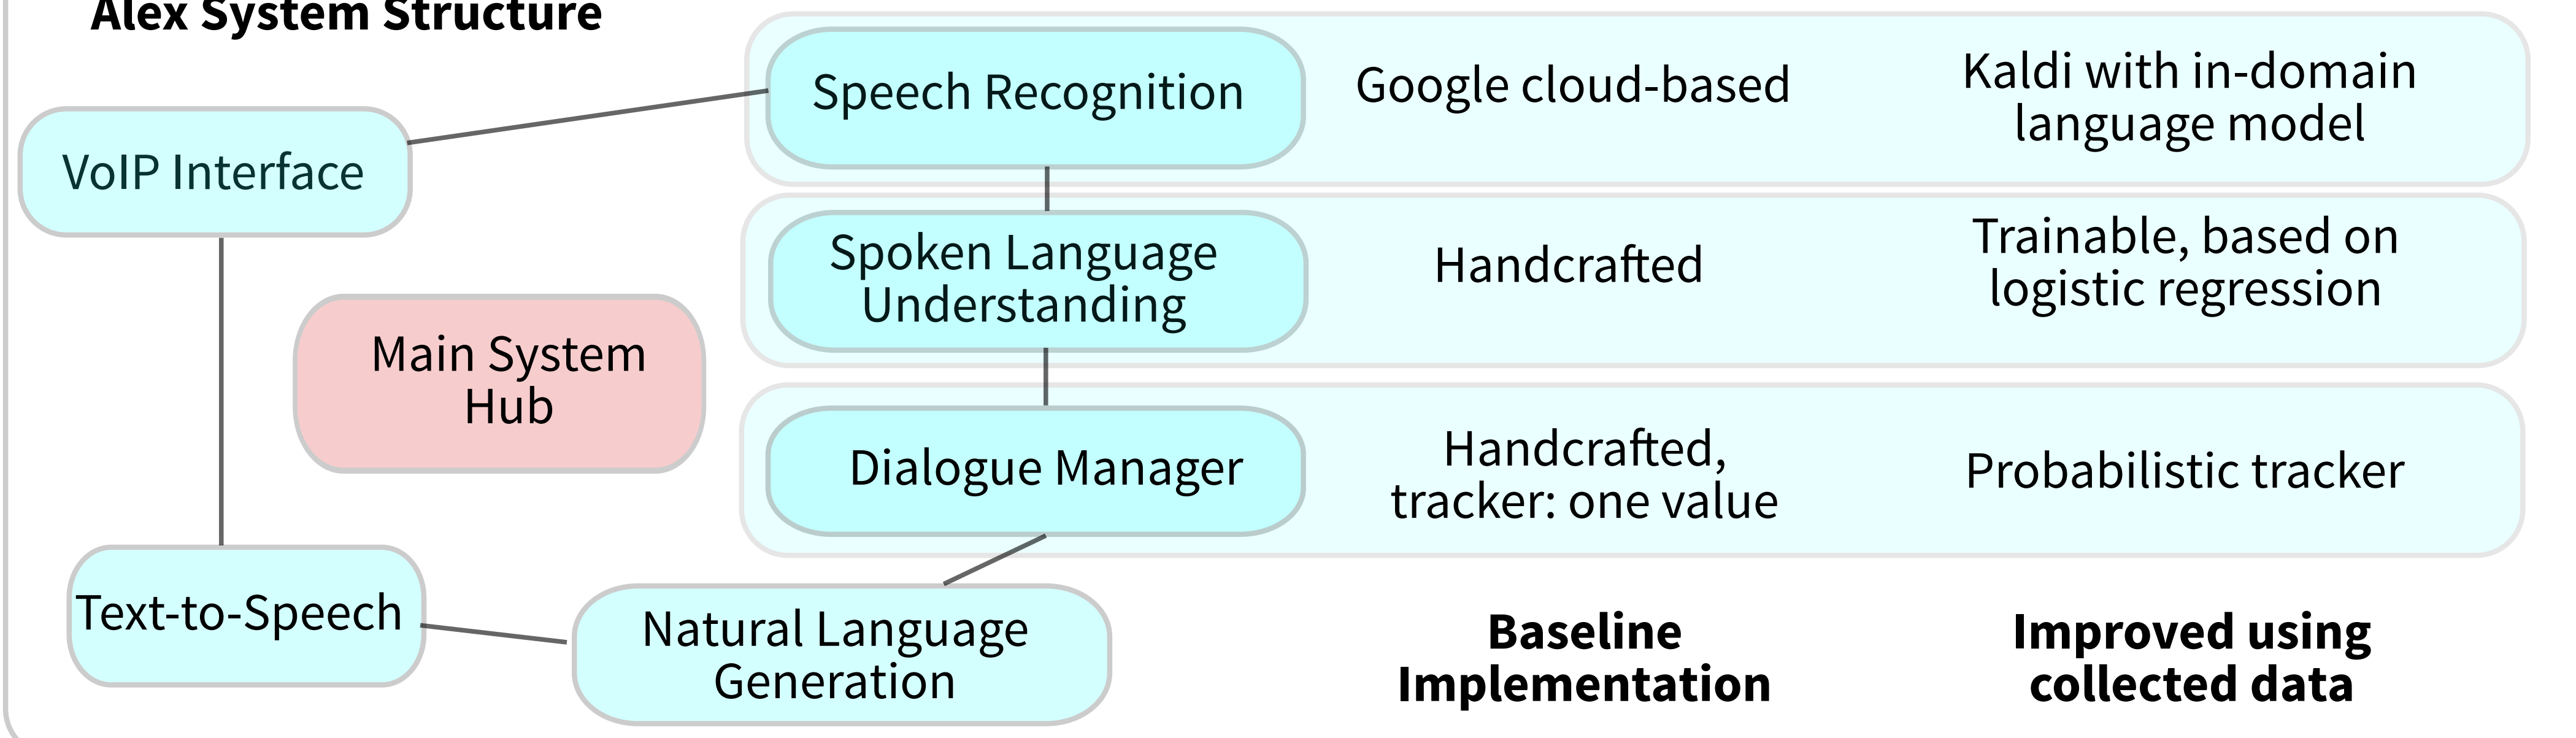 Alex System Structure
Speech Recognition
Google cloud-based
Kaldi with in-domain
language model
VoIP Interface
Spoken Language
Understanding
Handcrafted
Trainable, based on
logistic regression
Main System
Hub
Dialogue Manager
Handcrafted,
tracker: one value
Probabilistic tracker
Text-to-Speech
Natural Language
Generation
Baseline
Implementation
Improved using
collected data